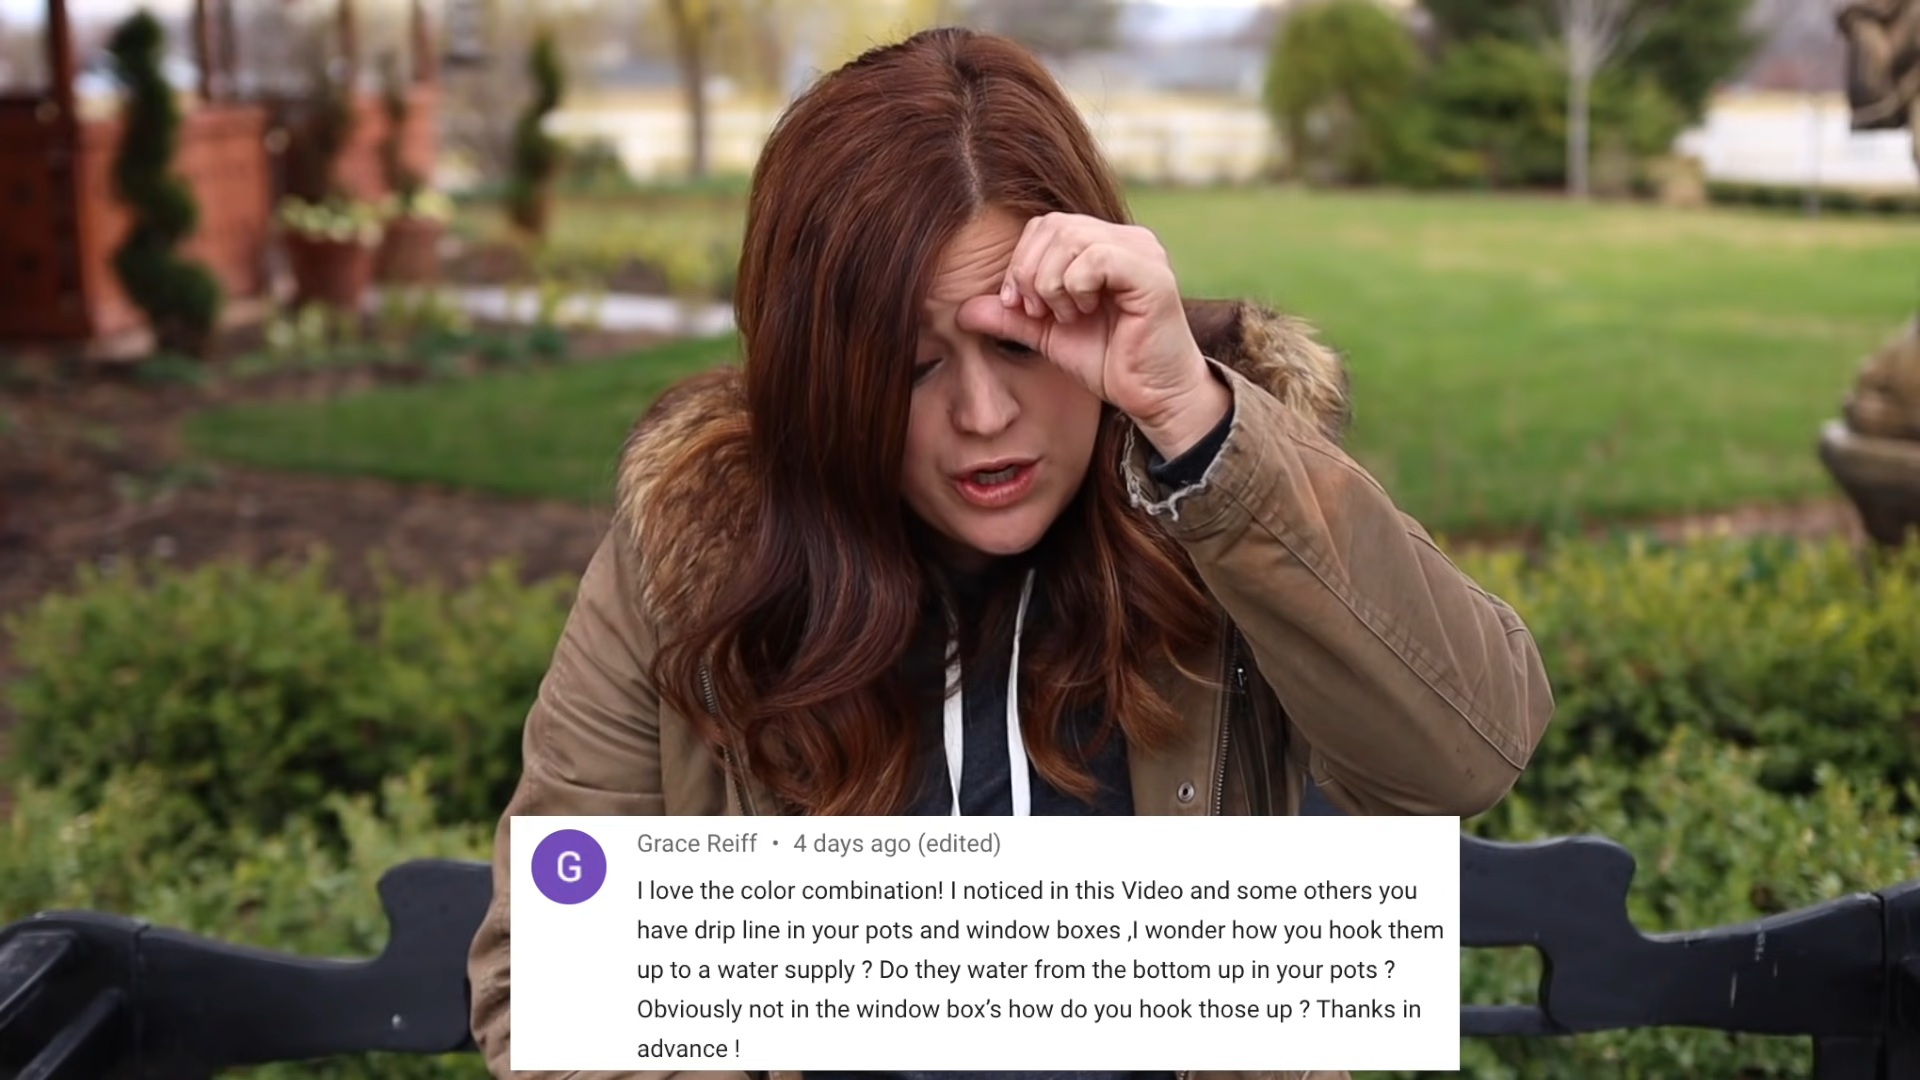 G
Grace Reiff • 4 days ago (edited)
I love the color combination! I noticed in this Video and some others you
have drip line in your pots and window boxes ,I wonder how you hook them
up to a water supply ? Do they water from the bottom up in your pots ?
Obviously not in the window box’s how do you hook those up ? Thanks in
advance !